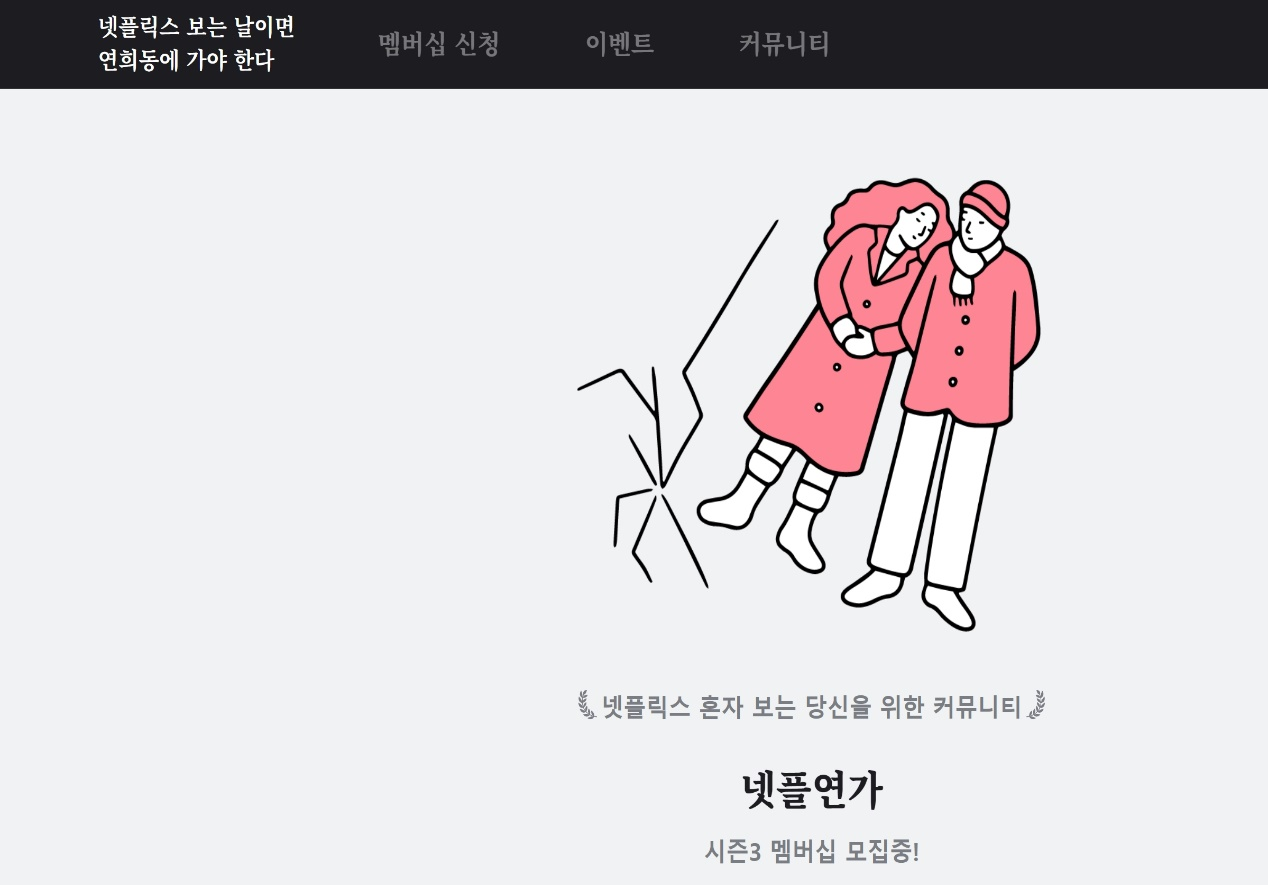 넷플릭스 보는 날이면
연희동에 가야 한다
멤버십 신청
이벤트
커뮤니티
넷플릭스 혼자 보는 당신을 위한 커뮤니티
넷플연가
시즌3 멤버십 모집중!